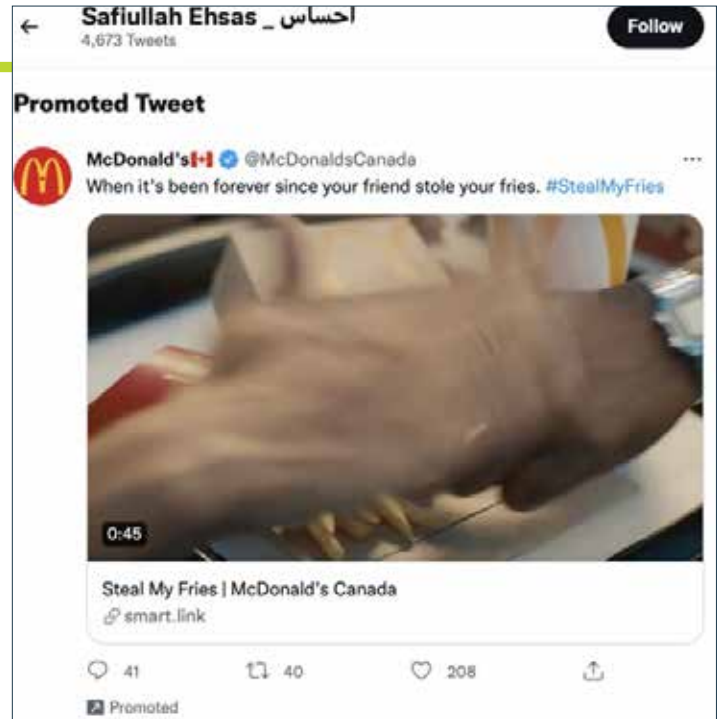 Safiullah Ehsas _ احساس
4,673 Tweets
Follow
Promoted Tweet
McDonald's @McDonaldsCanada
When it's been forever since your friend stole your fries. #StealMyFries
0:45
Steal My Fries | McDonald's Canada
smart.link
41 40 208
Promoted